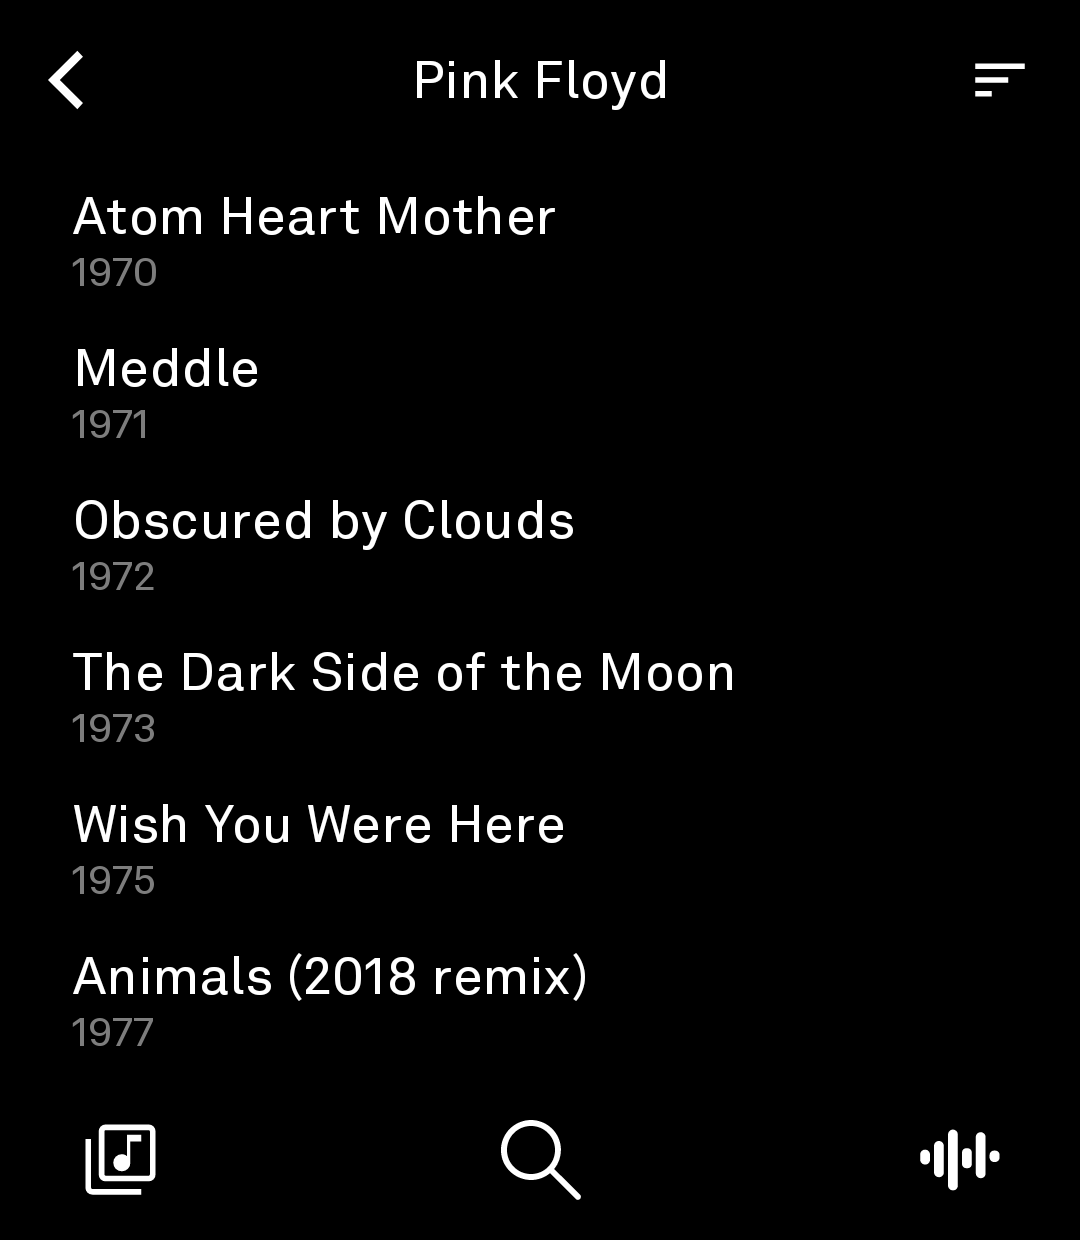 Pink Floyd
Atom Heart Mother
1970
Meddle
1971
Obscured by Clouds
1972
The Dark Side of the Moon
1973
Wish You Were Here
1975
Animals (2018 remix)
1977